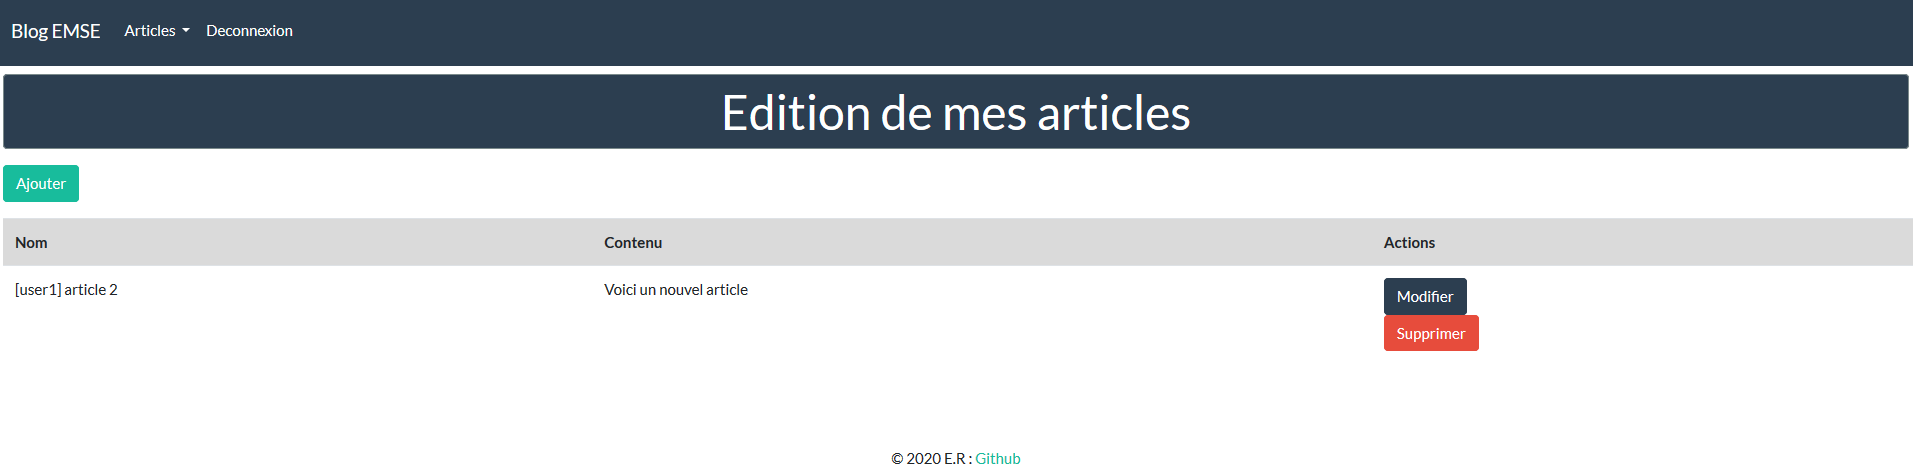 Blog EMSE Articles Deconnexion
Edition de mes articles
Ajouter
Nom Contenu Actions
[user1] article 2 Voici un nouvel article Modifier
Supprimer
© 2020 E.R : Github